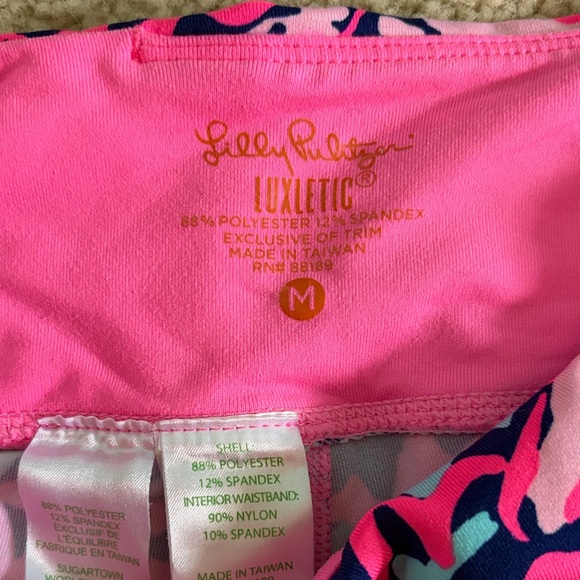 Lilly Pulitzer
LUXLETIC®
88% POLYESTER 12% SPANDEX
EXCLUSIVE OF TRIM
MADE IN TAIWAN
RN# 88189
M
88% POLYESTER
12% SPANDEX
EXCLUSIF DE
L'EQUILIBRE
FABRIQUE EN TAIWAN
SUGARTOWN
SHELL:
88% POLYESTER
12% SPANDEX
INTERIOR WAISTBAND:
90% NYLON
10% SPANDEX
MADE IN TAIWAN